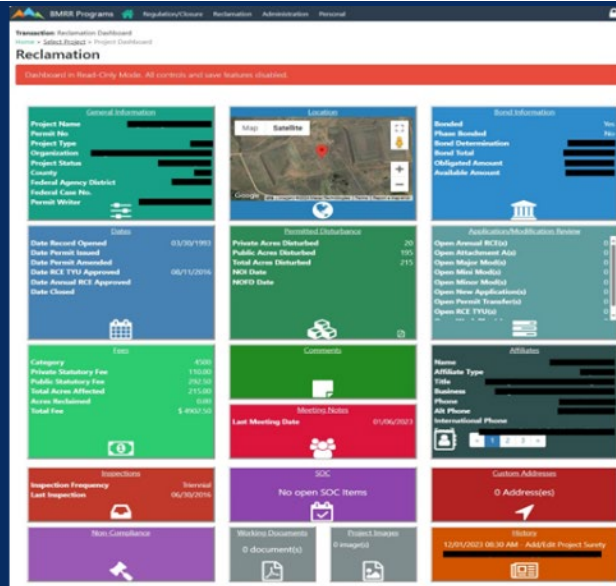 BMRR Programs Regulation/Closure Reclamation Administration Personal
Transaction: Reclamation Dashboard
Home » Select Project » Project Dashboard
Reclamation
Dashboard in Read-Only Mode. All controls and save features disabled.
General Information
Project Name
Permit No
Project Type
Organization
Project Status
County
Federal Agency District
Federal Case No.
Permit Writer
Location
Map Satellite
Google
Bond Information
Bonded Yes
Phase Bonded No
Bond Determination
Bond Total
Obligated Amount
Available Amount
Dates
Date Record Opened 03/30/1993
Date Permit Issued
Date Permit Amended
Date RCE TYU Approved 08/11/2016
Date Annual RCE Approved
Date Closed
Permitted Disturbance
Private Acres Disturbed 20
Public Acres Disturbed 195
Total Acres Disturbed 215
NOI Date
NOFD Date
Application/Modification Review
Open Annual RCE(s) 0
Open Attachment A(s) 0
Open Major Mod(s) 0
Open Mini Mod(s) 0
Open Minor Mod(s) 0
Open New Application(s) 0
Open Permit Transfer(s) 0
Open RCE TYU(s) 0
Fees
Category 4500
Private Statutory Fee 110.00
Public Statutory Fee 292.50
Total Acres Affected 215.00
Acres Reclaimed 0.00
Total Fee $ 4902.50
Comments
Meeting Notes
Last Meeting Date 01/06/2023
Affiliates
Name
Affiliate Type
Title
Business
Phone
Alt Phone
International Phone
« 1 2 3 »
Inspections
Inspection Frequency Triennial
Last Inspection 06/30/2016
SOC
No open SOC Items
Custom Addresses
0 Address(es)
Non-Compliance
Working Documents
0 document(s)
Project Images
0 image(s)
History
12/01/2023 08:30 AM - Add/Edit Project Surety